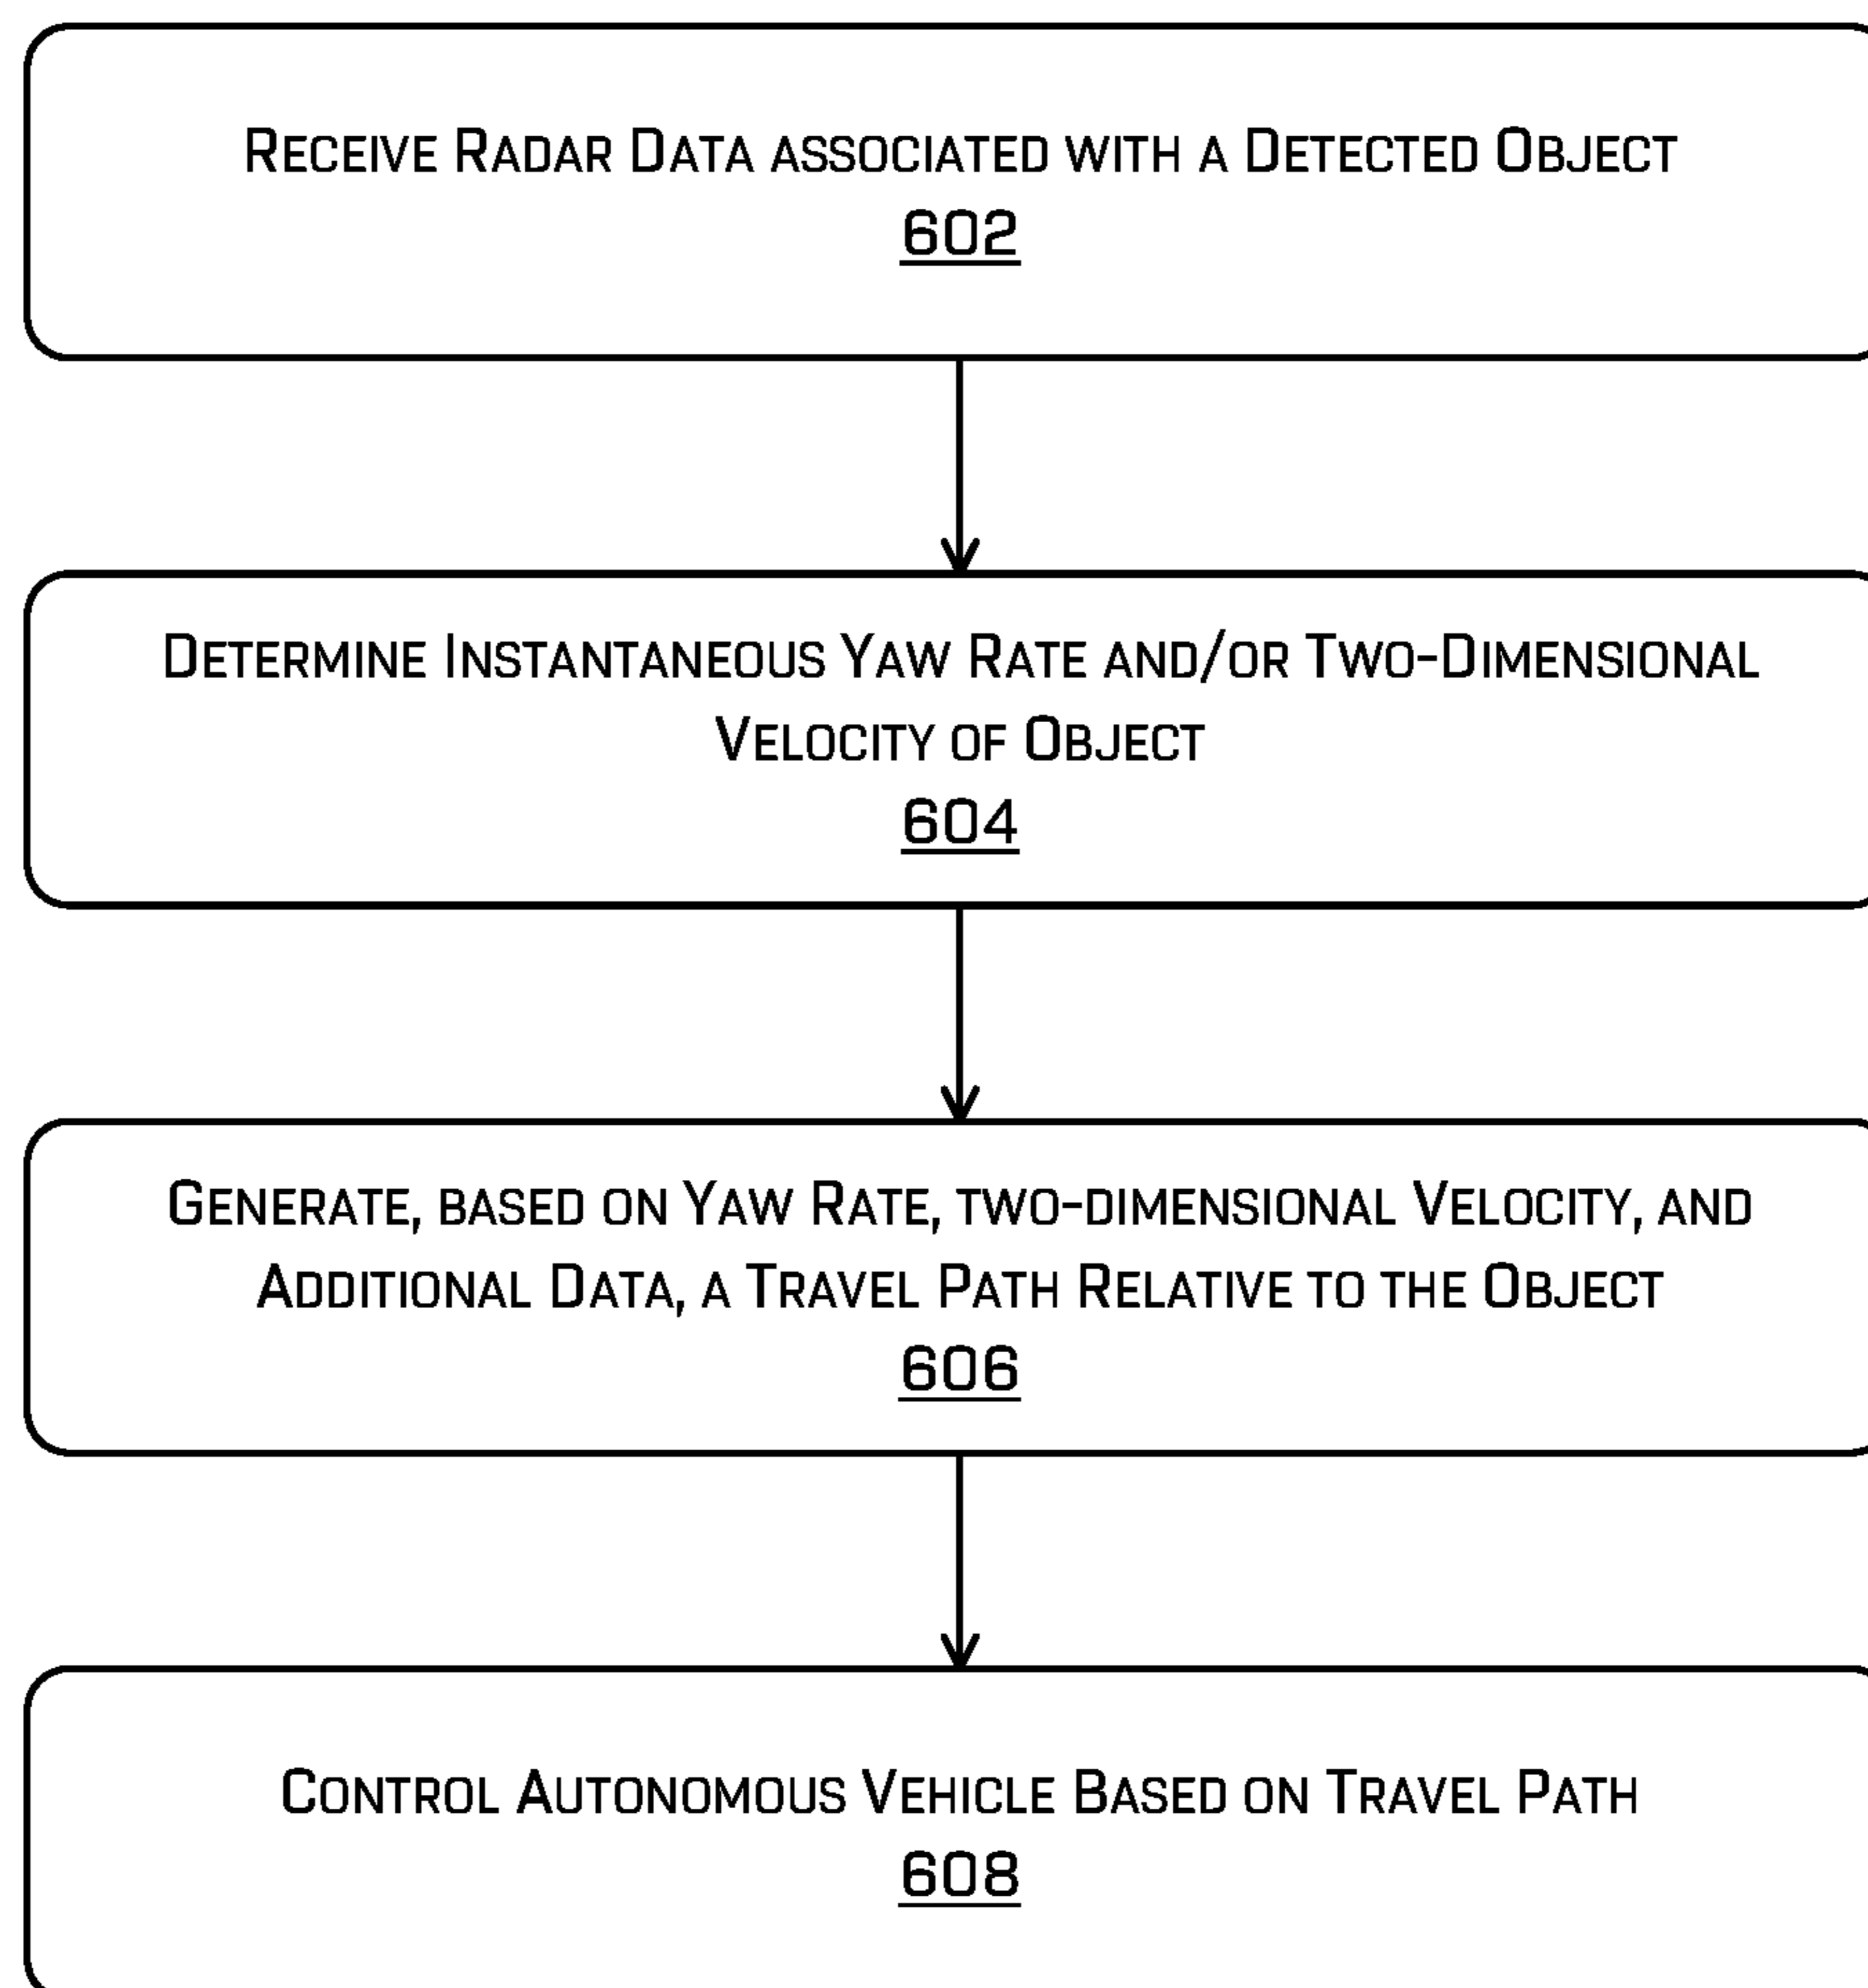 Receive Radar Data associated with a Detected Object
602
Determine Instantaneous Yaw Rate and/or Two-Dimensional
Velocity of Object
604
Generate, based on Yaw Rate, two-dimensional Velocity, and
Additional Data, a Travel Path Relative to the Object
606
Control Autonomous Vehicle Based on Travel Path
608